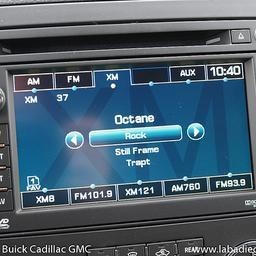 AM FM XM AUX 10:40
XM 37
Octane
Rock
Still Frame
Trapt
1
FAV
XM8 FM101.9 XM121 AM760 FM93.9
Buick Cadillac GMC
REAR
www.labadie